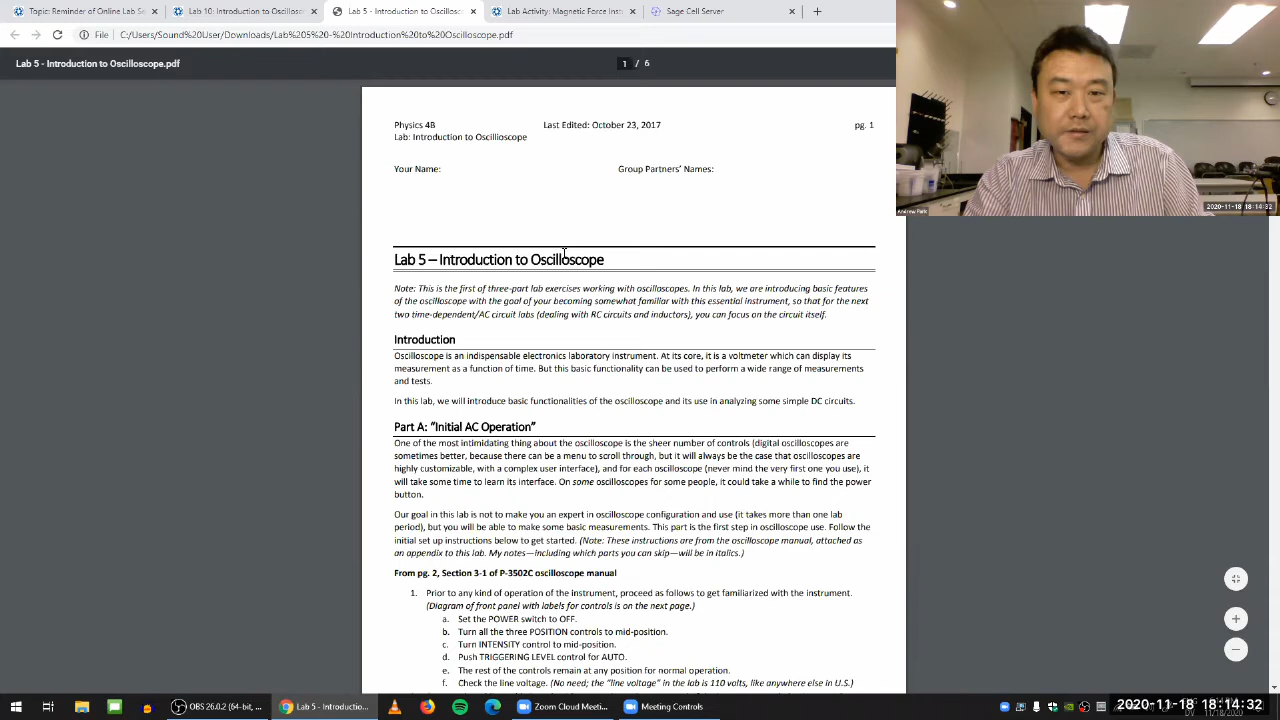 Topic: Reminder of Online Lab
Lab 10: Introduction to Oscillos
Lab 5 - Introduction to Oscillos
Lab Activity: Magnetic Force Inst
Sage Cell Server
File
C:/Users/Sound%20User/Downloads/Lab%205%20-%20Introduction%20to%20Oscilloscope.pdf
Lab 5 - Introduction to Oscilloscope.pdf
1 / 6
Physics 4B
Last Edited: October 23, 2017
pg. 1
Lab: Introduction to Oscillioscope
Your Name:
Group Partners' Names:
Lab 5 – Introduction to Oscilloscope
Note: This is the first of three-part lab exercises working with oscilloscopes. In this lab, we are introducing basic features
of the oscilloscope with the goal of your becoming somewhat familiar with this essential instrument, so that for the next
two time-dependent/AC circuit labs (dealing with RC circuits and inductors), you can focus on the circuit itself.
Introduction
Oscilloscope is an indispensable electronics laboratory instrument. At its core, it is a voltmeter which can display its
measurement as a function of time. But this basic functionality can be used to perform a wide range of measurements
and tests.
In this lab, we will introduce basic functionalities of the oscilloscope and its use in analyzing some simple DC circuits.
Part A: "Initial AC Operation"
One of the most intimidating thing about the oscilloscope is the sheer number of controls (digital oscilloscopes are
sometimes better, because there can be a menu to scroll through, but it will always be the case that oscilloscopes are
highly customizable, with a complex user interface), and for each oscilloscope (never mind the very first one you use), it
will take some time to learn its interface. On some oscilloscopes for some people, it could take a while to find the power
button.
Our goal in this lab is not to make you an expert in oscilloscope configuration and use (it takes more than one lab
period), but you will be able to make some basic measurements. This part is the first step in oscilloscope use. Follow the
initial set up instructions below to get started. (Note: These instructions are from the oscilloscope manual, attached as
an appendix to this lab. My notes—including which parts you can skip—will be in italics.)
From pg. 2, Section 3-1 of P-3502C oscilloscope manual
1. Prior to any kind of operation of the instrument, proceed as follows to get familiarized with the instrument.
(Diagram of front panel with labels for controls is on the next page.)
a. Set the POWER switch to OFF.
b. Turn all the three POSITION controls to mid-position.
c. Turn INTENSITY control to mid-position.
d. Push TRIGGERING LEVEL control for AUTO.
e. The rest of the controls remain at any position for normal operation.
f. Check the line voltage. (No need; the "line voltage" in the lab is 110 volts, like anywhere else in U.S.)
Andrew Park
2020-11-18 18:14:32
OBS 26.0.2 (64-bit, ...
Lab 5 - Introductio...
Zoom Cloud Meeti...
Meeting Controls
2020-11-18 18:14:32